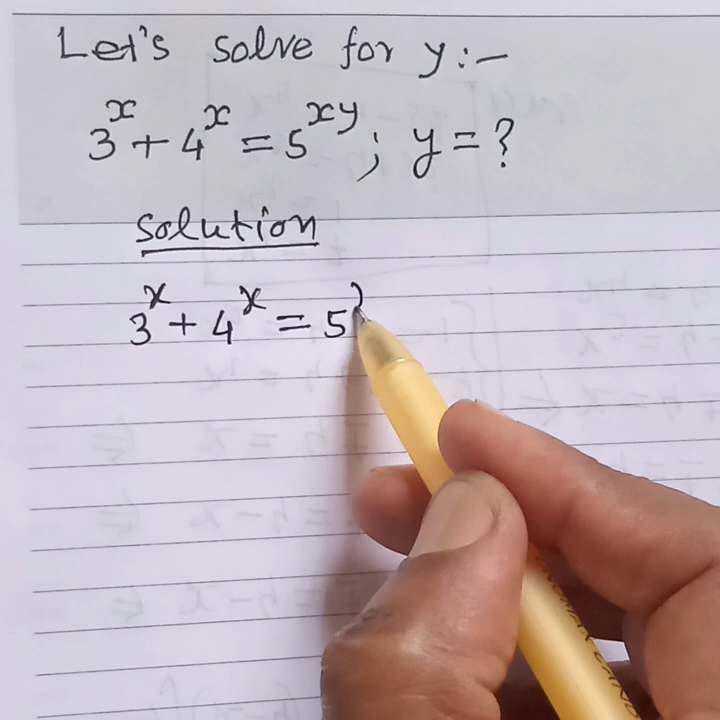 Let's solve for y:-
3^x + 4^x = 5^xy ; y = ?
solution
3^x + 4^x = 5